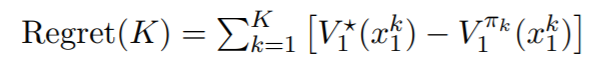 Regret(K) = ∑_{k=1}^{K} [V_1^⋆(x_1^k) − V_1^{π_k}(x_1^k)]